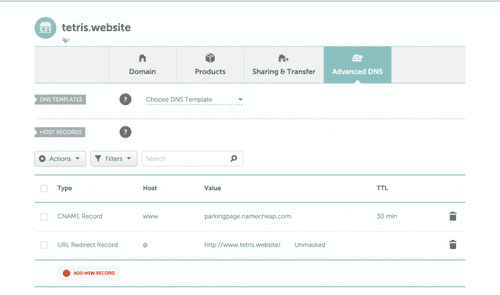 tetris.website
Domain
Products
Sharing & Transfer
Advanced DNS
DNS TEMPLATES
?
Choose DNS Template
HOST RECORDS
?
Actions
Filters
Search
Type Host Value TTL
CNAME Record www parkingpage.namecheap.com. 30 min
URL Redirect Record @ http://www.tetris.website/ Unmasked
ADD NEW RECORD